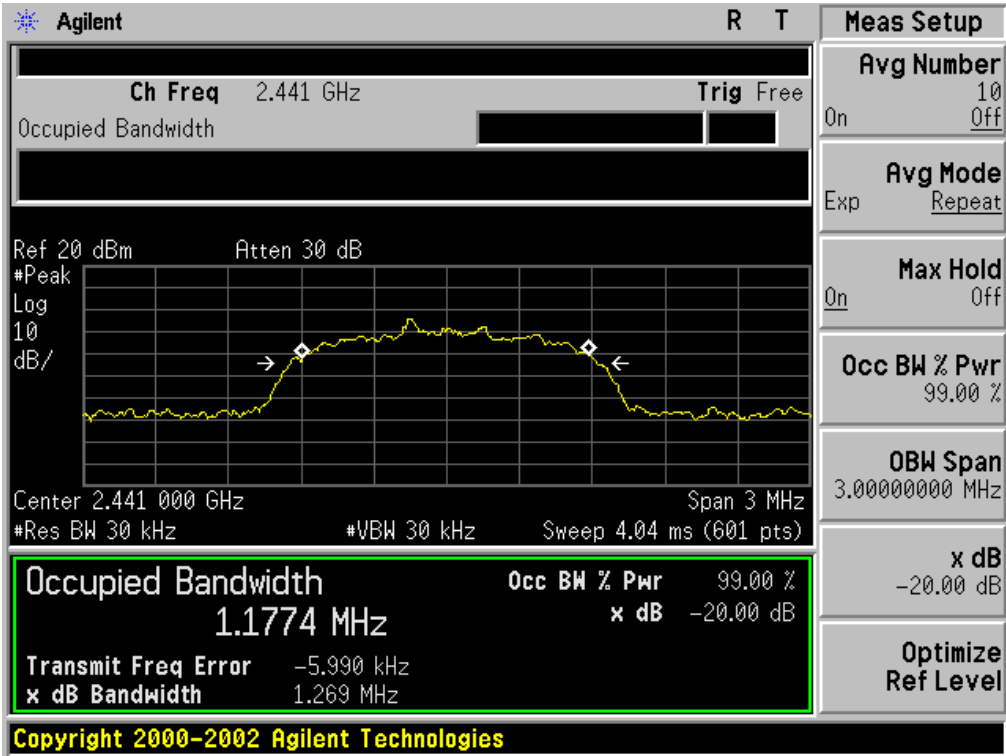 Agilent R T
Ch Freq 2.441 GHz Trig Free
Occupied Bandwidth
Ref 20 dBm Atten 30 dB
#Peak
Log
10
dB/
Center 2.441 000 GHz Span 3 MHz
#Res BW 30 kHz #VBW 30 kHz Sweep 4.04 ms (601 pts)
Occupied Bandwidth
1.1774 MHz
Occ BW % Pwr 99.00 %
x dB -20.00 dB
Transmit Freq Error -5.990 kHz
x dB Bandwidth 1.269 MHz
Copyright 2000-2002 Agilent Technologies
Meas Setup
Avg Number
10
On Off
Avg Mode
Exp Repeat
Max Hold
On Off
Occ BW % Pwr
99.00 %
OBW Span
3.00000000 MHz
x dB
-20.00 dB
Optimize
Ref Level